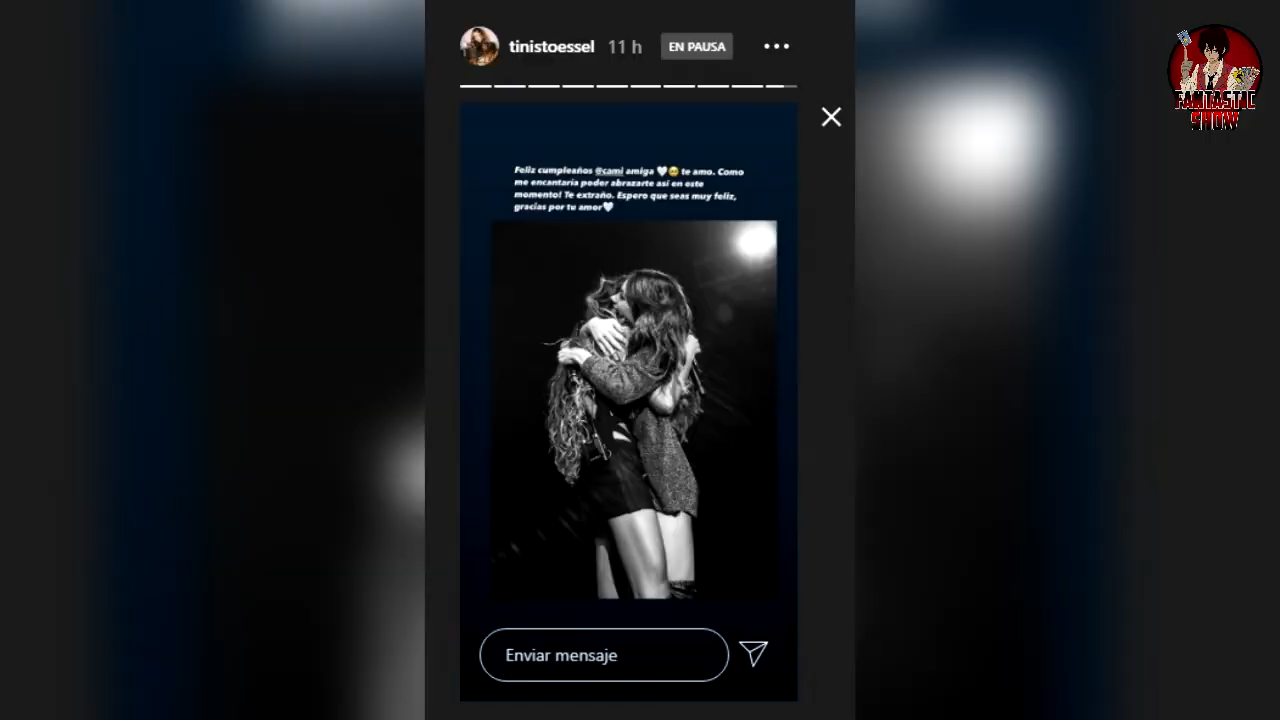 tinistoessel 11 h EN PAUSA
FANTASTIC
SHOW
Feliz cumpleaños @cami amiga 🤍🥺 te amo. Como
me encantaría poder abrazarte así en este
momento! Te extraño. Espero que seas muy feliz,
gracias por tu amor🤍
Enviar mensaje